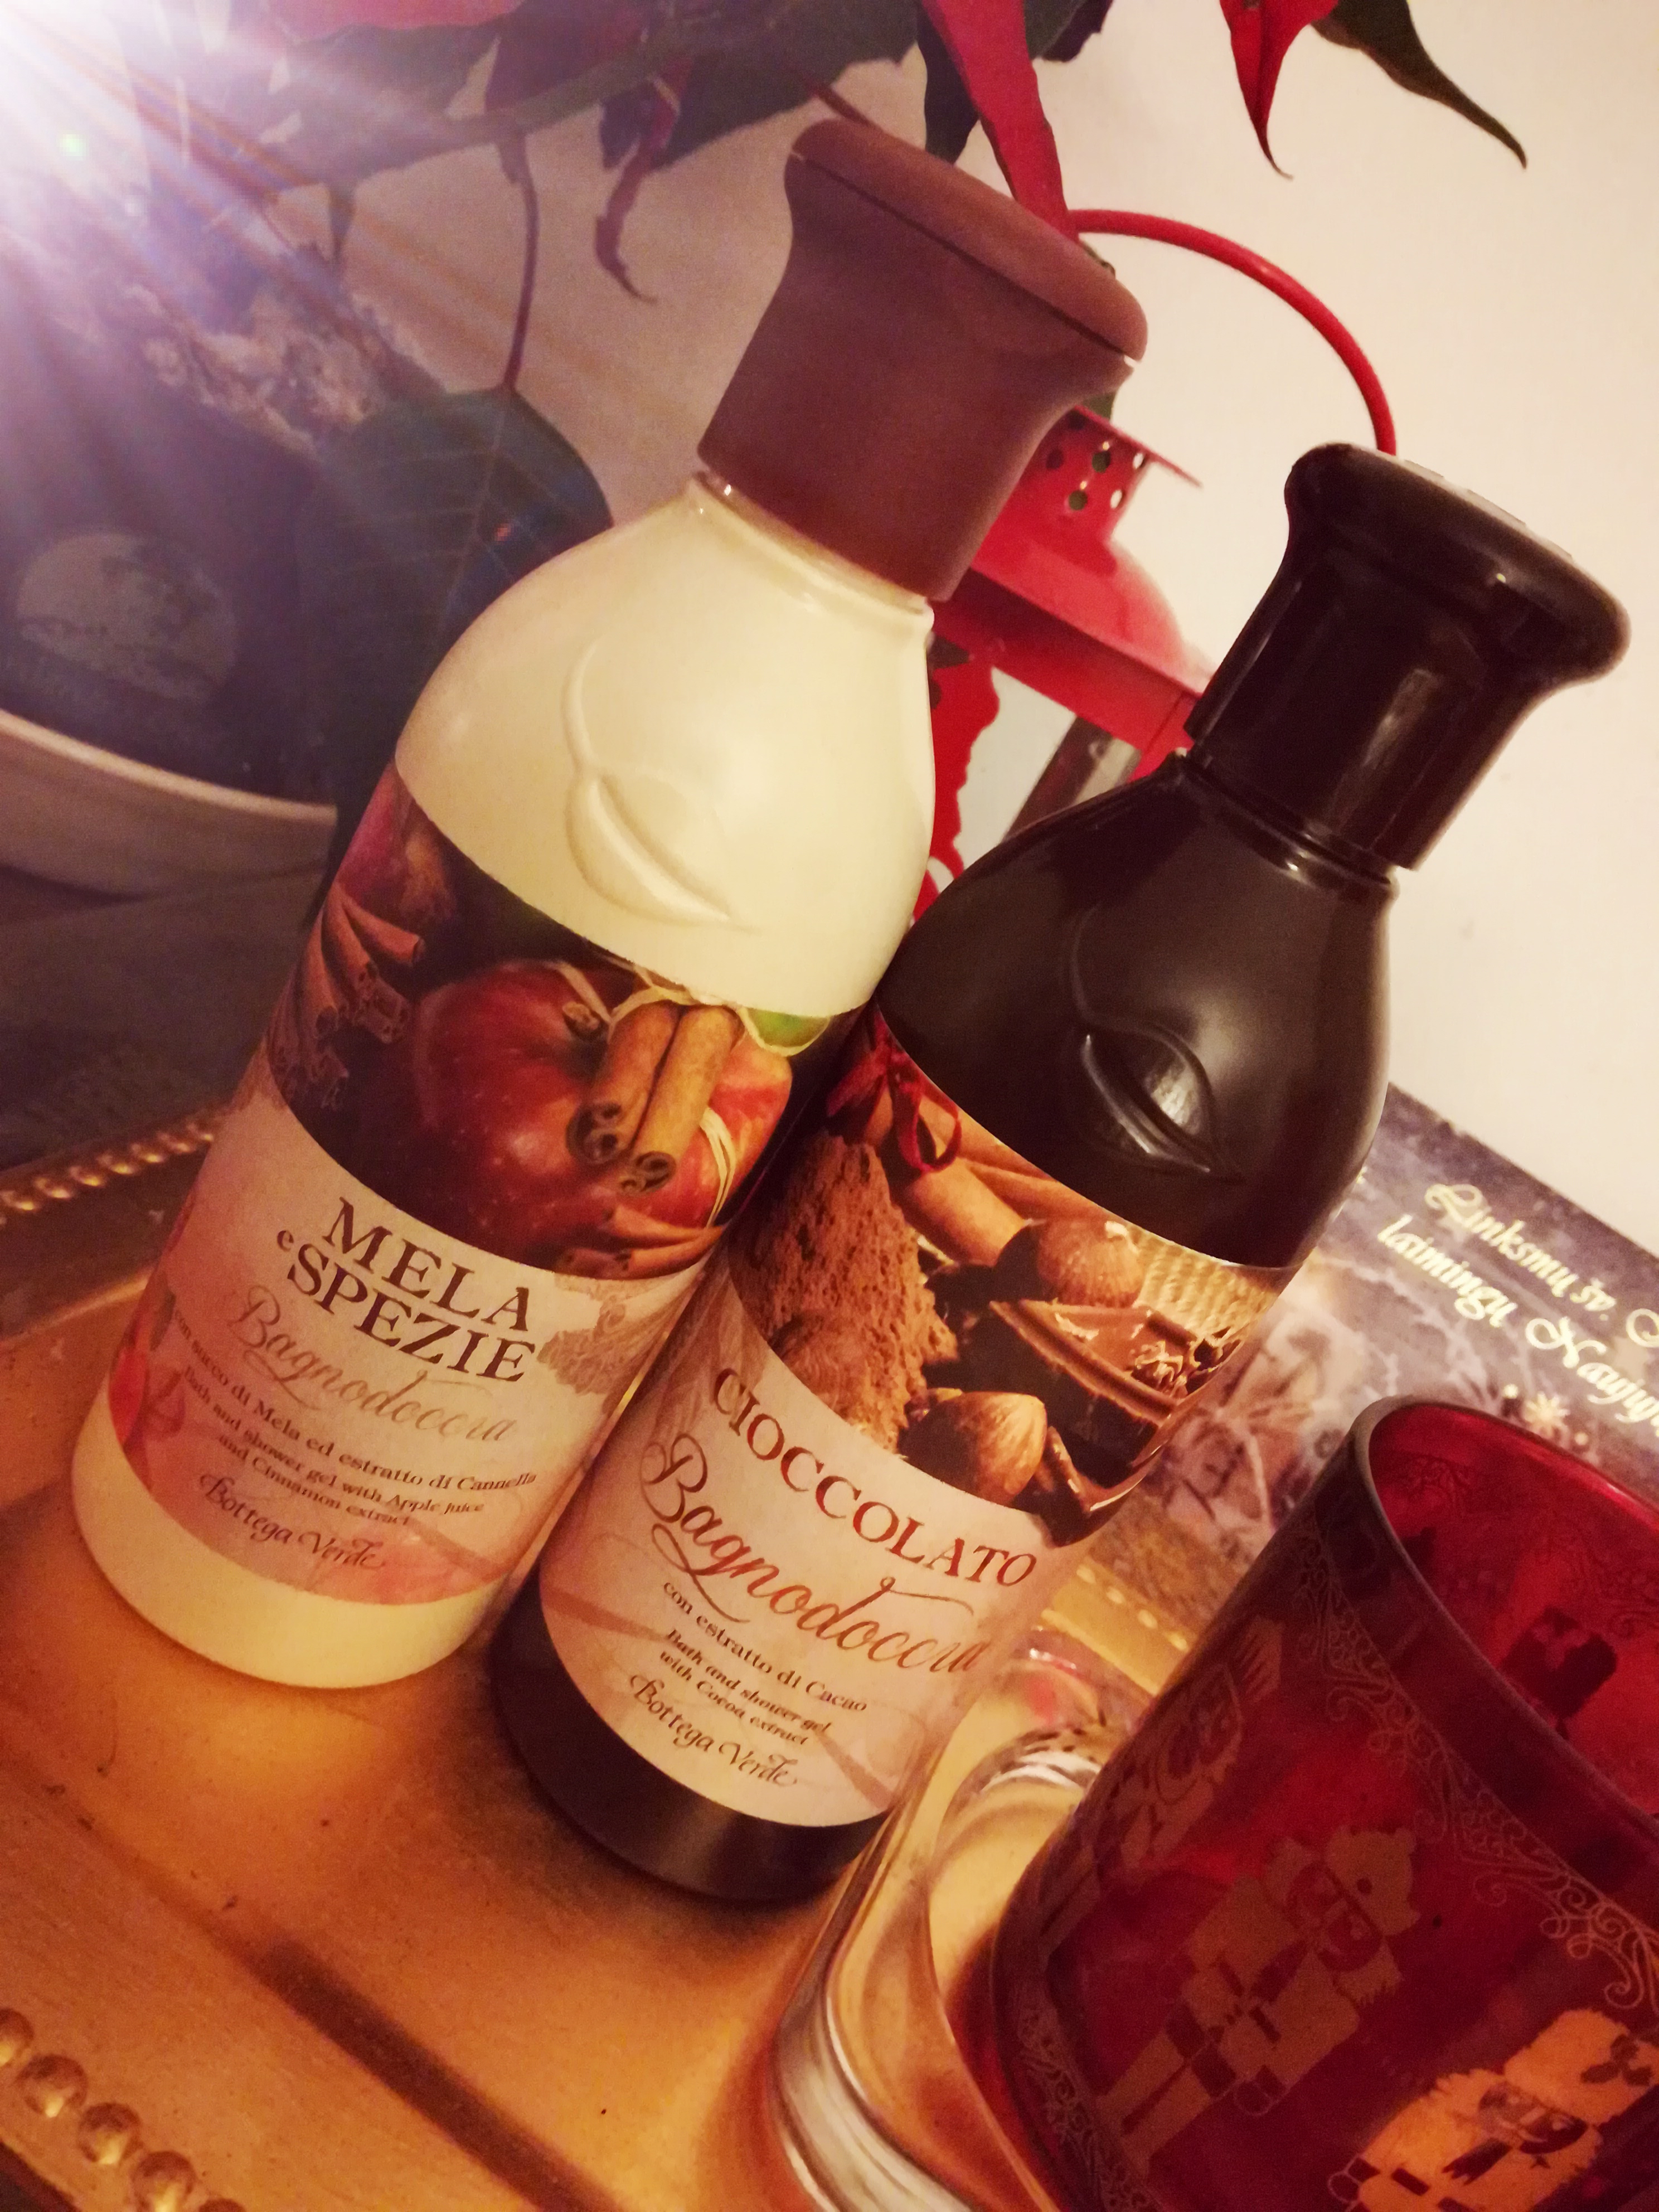 MELA
e SPEZIE
Bagnodoccia
con succo di Mela ed estratto di Cannella
Bath and shower gel with Apple juice
and Cinnamon extract
Bottega Verde
CIOCCOLATO
Bagnodoccia
con estratto di Cacao
Bath and shower gel
with Cocoa extract
Bottega Verde
Linksmų šv.
laimingų